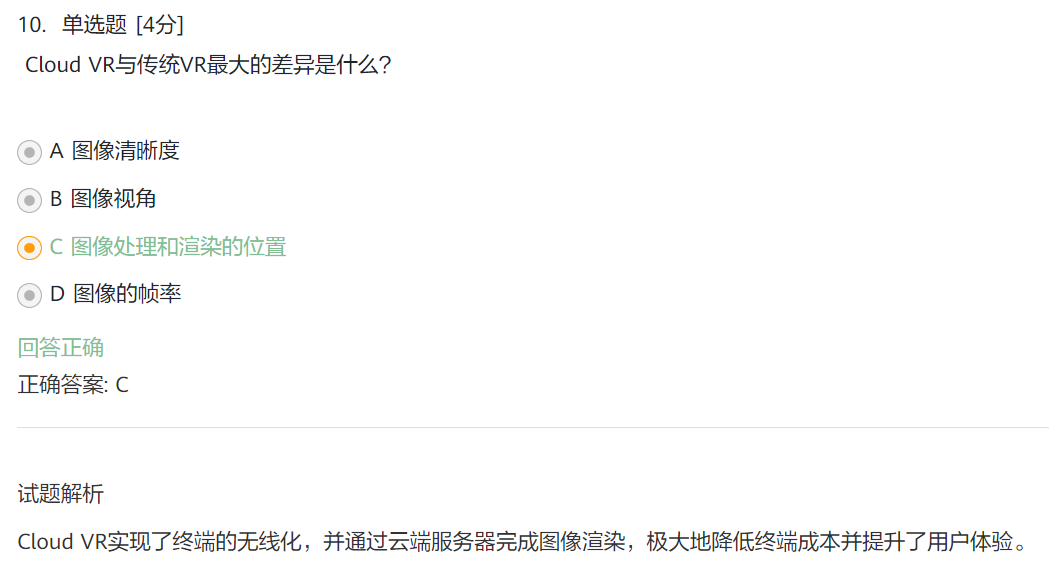 10. 单选题 [4分]
Cloud VR与传统VR最大的差异是什么?
A 图像清晰度
B 图像视角
C 图像处理和渲染的位置
D 图像的帧率
回答正确
正确答案: C
试题解析
Cloud VR实现了终端的无线化，并通过云端服务器完成图像渲染，极大地降低终端成本并提升了用户体验。